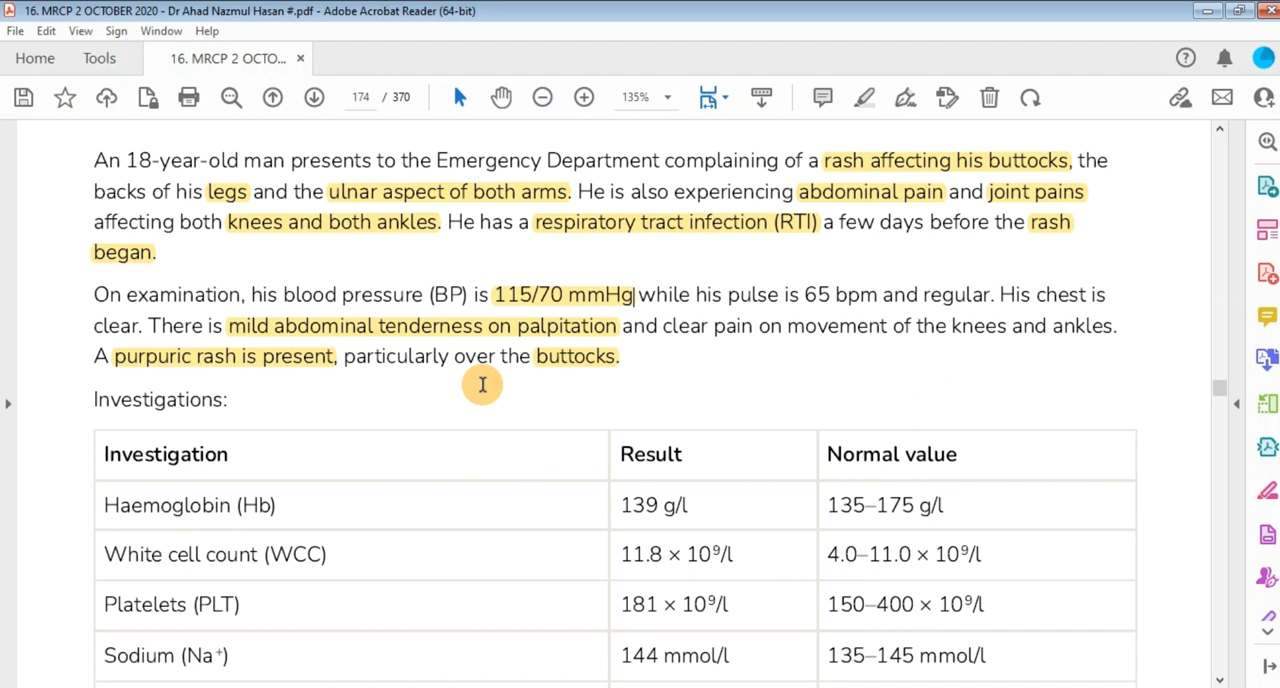 16. MRCP 2 OCTOBER 2020 - Dr Ahad Nazmul Hasan #.pdf - Adobe Acrobat Reader (64-bit)
File Edit View Sign Window Help
Home Tools 16. MRCP 2 OCTO... ×
174 / 370 135%
An 18-year-old man presents to the Emergency Department complaining of a rash affecting his buttocks, the
backs of his legs and the ulnar aspect of both arms. He is also experiencing abdominal pain and joint pains
affecting both knees and both ankles. He has a respiratory tract infection (RTI) a few days before the rash
began.
On examination, his blood pressure (BP) is 115/70 mmHg while his pulse is 65 bpm and regular. His chest is
clear. There is mild abdominal tenderness on palpitation and clear pain on movement of the knees and ankles.
A purpuric rash is present, particularly over the buttocks.
Investigations:
Investigation Result Normal value
Haemoglobin (Hb) 139 g/l 135–175 g/l
White cell count (WCC) 11.8 × 10⁹/l 4.0–11.0 × 10⁹/l
Platelets (PLT) 181 × 10⁹/l 150–400 × 10⁹/l
Sodium (Na⁺) 144 mmol/l 135–145 mmol/l